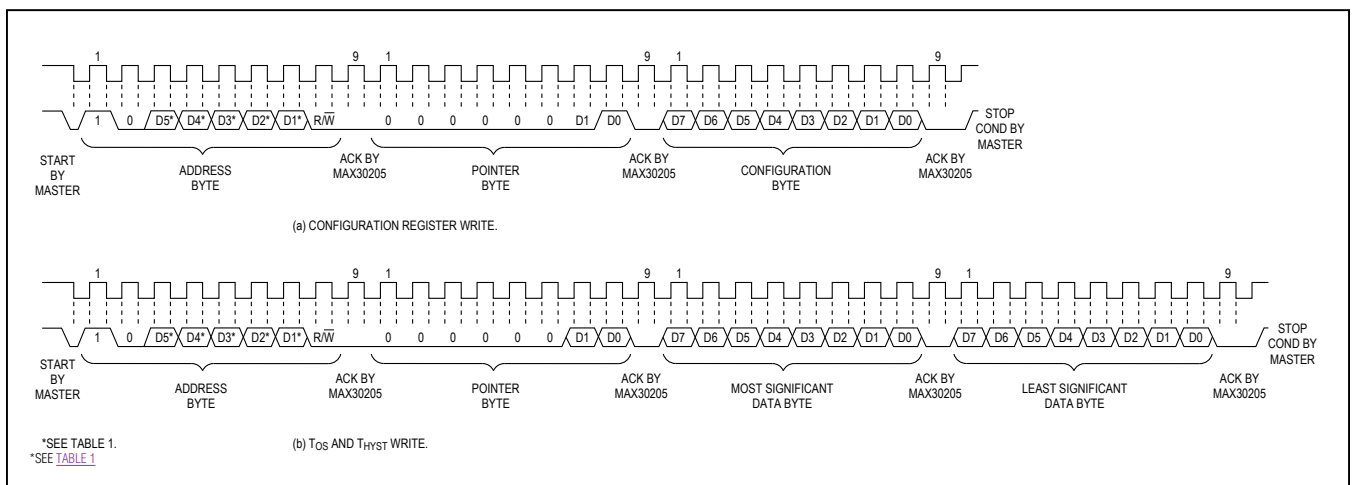 1 9 1 9 1 9
1 0 D5* D4* D3* D2* D1* R/W̅ 0 0 0 0 0 0 D1 D0 D7 D6 D5 D4 D3 D2 D1 D0
STOP
COND BY
MASTER
START
BY
MASTER
ADDRESS
BYTE
ACK BY
MAX30205
POINTER
BYTE
ACK BY
MAX30205
CONFIGURATION
BYTE
ACK BY
MAX30205
(a) CONFIGURATION REGISTER WRITE.
1 9 1 9 1 9 1 9
1 0 D5* D4* D3* D2* D1* R/W̅ 0 0 0 0 0 0 D1 D0 D7 D6 D5 D4 D3 D2 D1 D0 D7 D6 D5 D4 D3 D2 D1 D0
STOP
COND BY
MASTER
START
BY
MASTER
ADDRESS
BYTE
ACK BY
MAX30205
POINTER
BYTE
ACK BY
MAX30205
MOST SIGNIFICANT
DATA BYTE
ACK BY
MAX30205
LEAST SIGNIFICANT
DATA BYTE
ACK BY
MAX30205
*SEE TABLE 1.
(b) TOS AND THYST WRITE.
*SEE TABLE 1